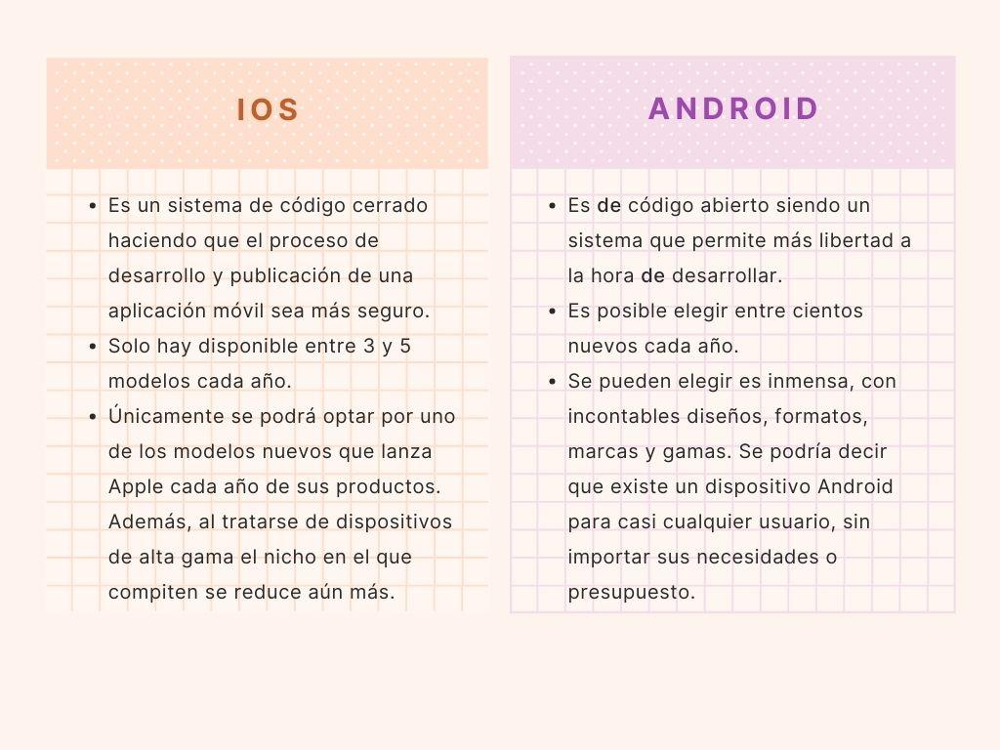 IOS
• Es un sistema de código cerrado
haciendo que el proceso de
desarrollo y publicación de una
aplicación móvil sea más seguro.
• Solo hay disponible entre 3 y 5
modelos cada año.
• Únicamente se podrá optar por uno
de los modelos nuevos que lanza
Apple cada año de sus productos.
Además, al tratarse de dispositivos
de alta gama el nicho en el que
compiten se reduce aún más.
ANDROID
• Es de código abierto siendo un
sistema que permite más libertad a
la hora de desarrollar.
• Es posible elegir entre cientos
nuevos cada año.
• Se pueden elegir es inmensa, con
incontables diseños, formatos,
marcas y gamas. Se podría decir
que existe un dispositivo Android
para casi cualquier usuario, sin
importar sus necesidades o
presupuesto.